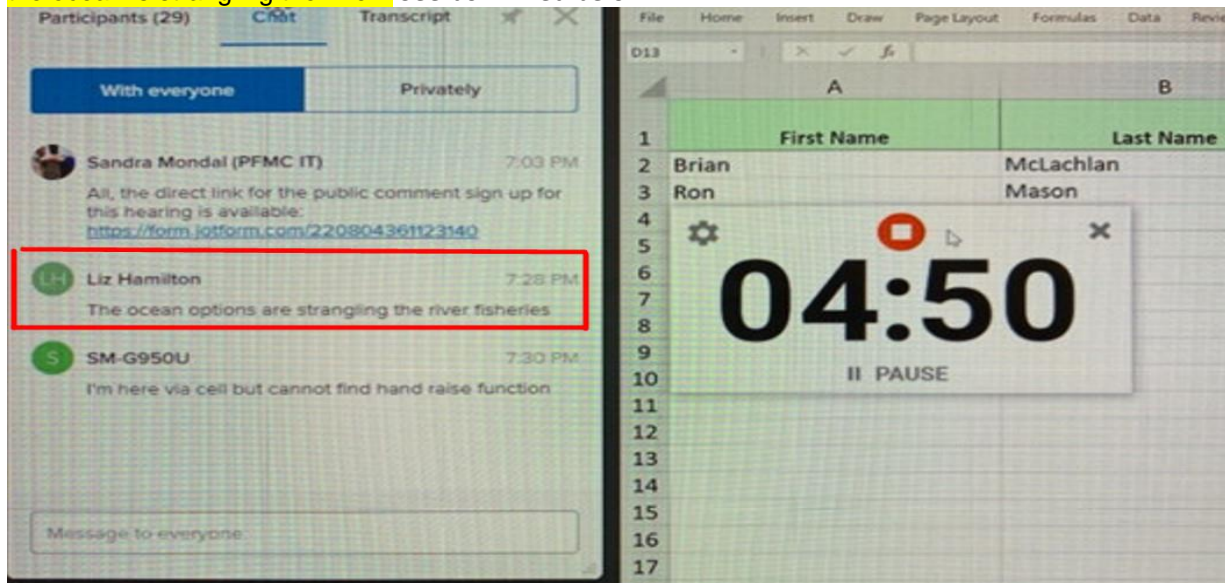 Participants (29) Chat Transcript
With everyone Privately
Sandra Mondal (PFMC IT) 7:03 PM
All, the direct link for the public comment sign up for
this hearing is available:
https://form.jotform.com/220804361123140
LH Liz Hamilton 7:28 PM
The ocean options are strangling the river fisheries
S SM-G950U 7:30 PM
I'm here via cell but cannot find hand raise function
Message to everyone
File Home Insert Draw Page Layout Formulas Data
D13 fx
A B
1 First Name Last Name
2 Brian McLachlan
3 Ron Mason
4
5
6
7
8
9
10
11
12
13
14
15
16
17
04:50
II PAUSE